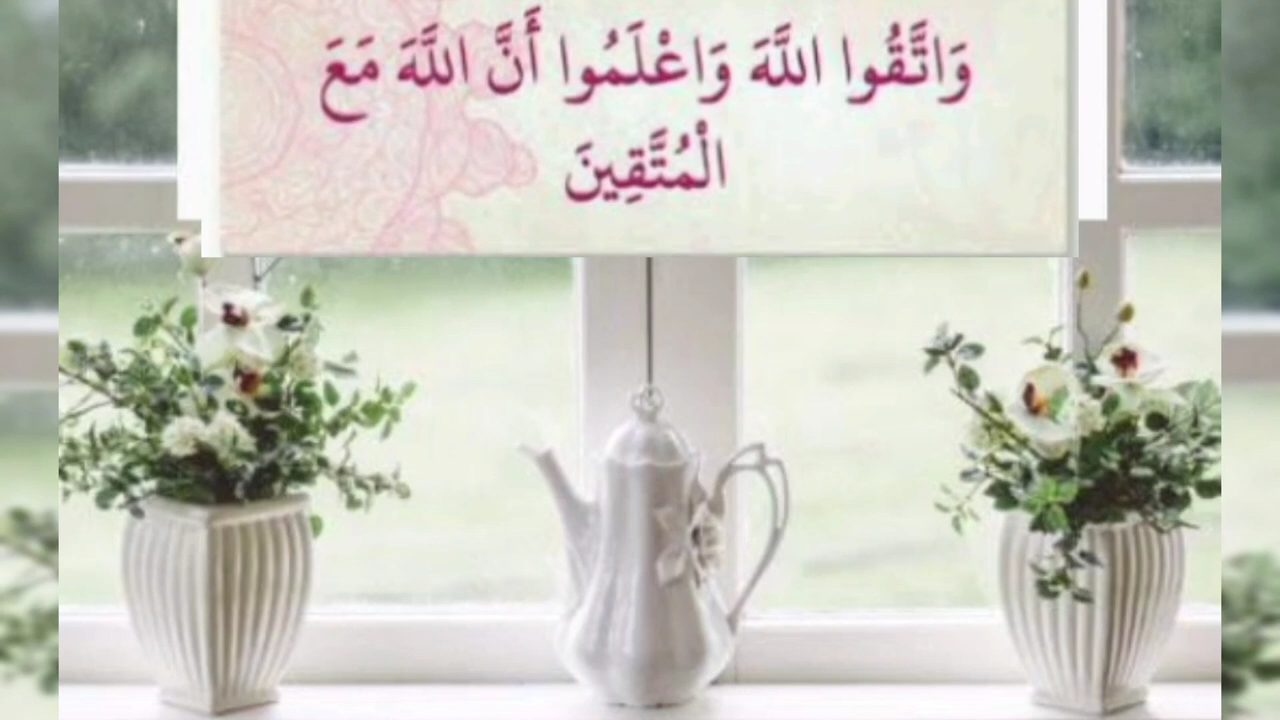 وَاتَّقُوا اللَّهَ وَاعْلَمُوا أَنَّ اللَّهَ مَعَ
الْمُتَّقِينَ